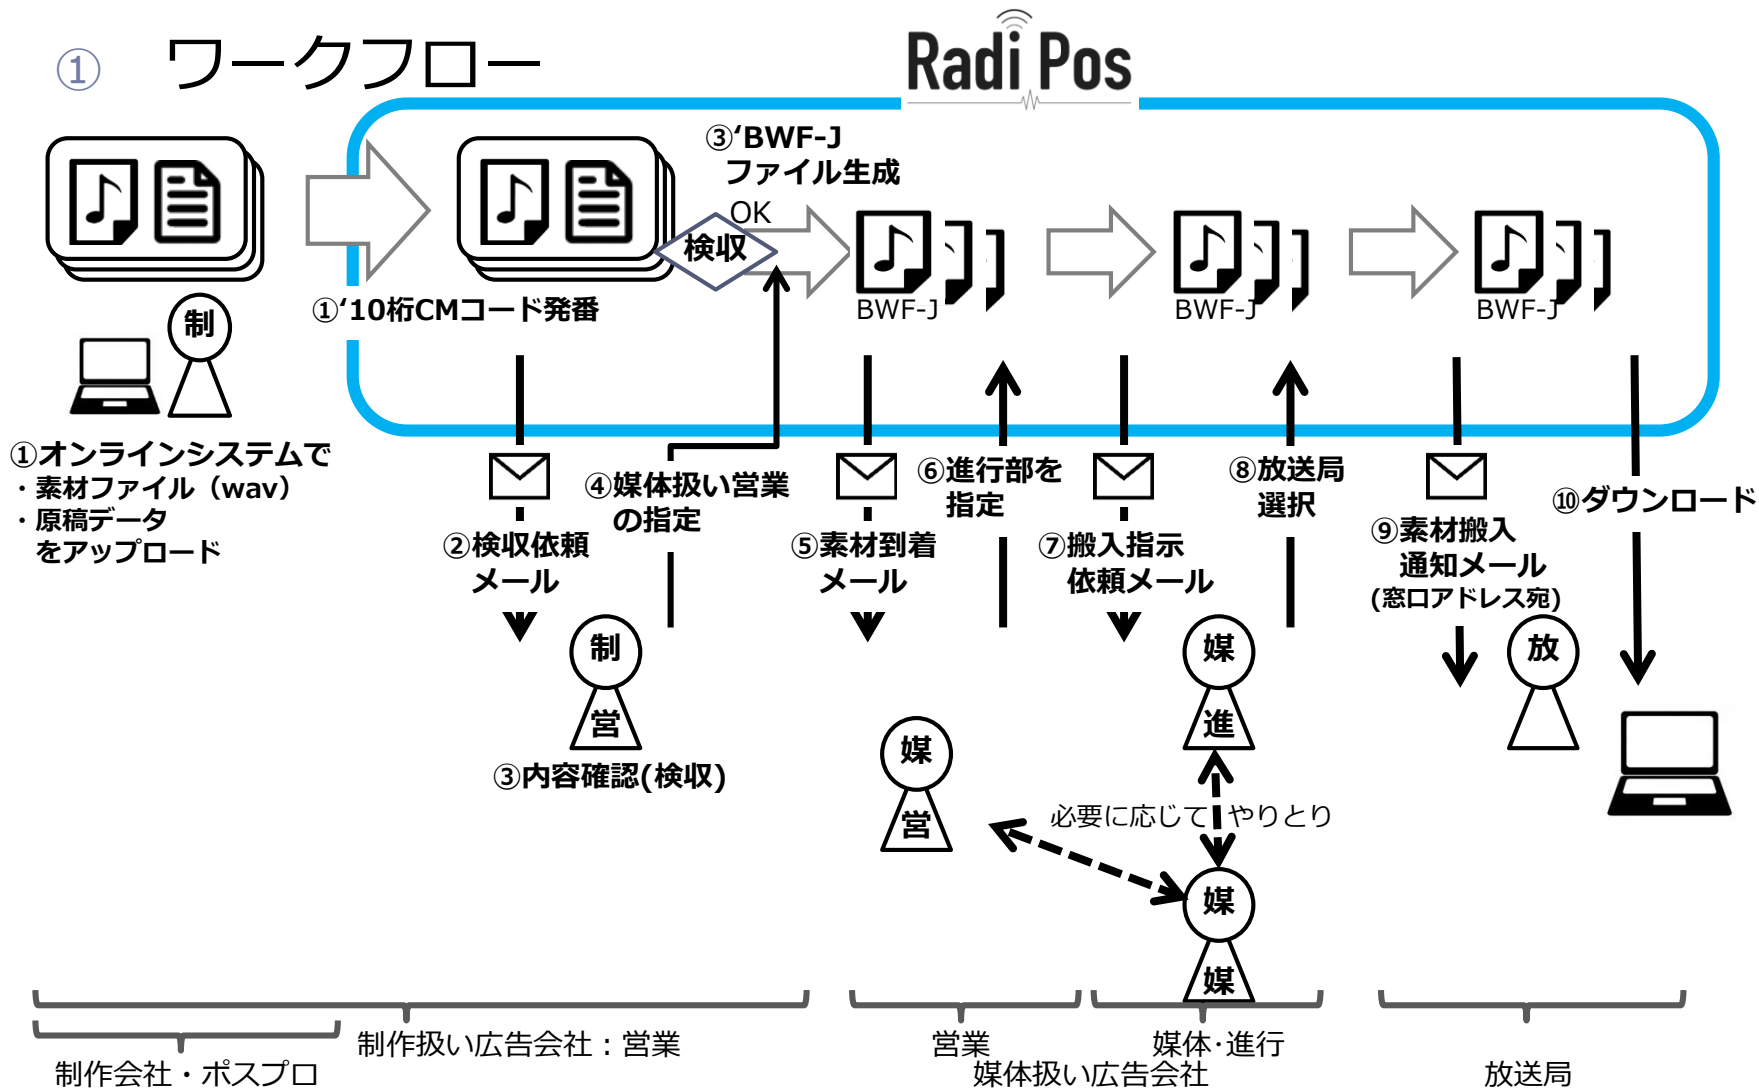 ① ワークフロー
Radi Pos
③‘BWF-J
ファイル生成
OK
検収
①‘10桁CMコード発番
BWF-J
BWF-J
BWF-J
制
①オンラインシステムで
・素材ファイル（wav）
・原稿データ
をアップロード
②検収依頼
メール
④媒体扱い営業
の指定
⑤素材到着
メール
⑥進行部を
指定
⑦搬入指示
依頼メール
⑧放送局
選択
⑨素材搬入
通知メール
(窓口アドレス宛)
⑩ダウンロード
制
営
③内容確認(検収)
媒
営
媒
進
放
必要に応じて やりとり
媒
媒
制作扱い広告会社：営業
制作会社・ポスプロ
営業
媒体･進行
媒体扱い広告会社
放送局